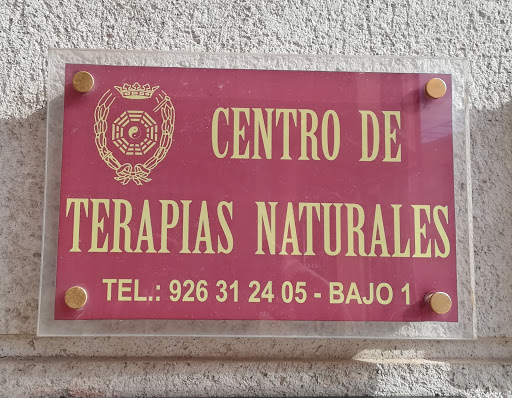 CENTRO DE
TERAPIAS NATURALES
TEL.: 926 31 24 05 - BAJO 1